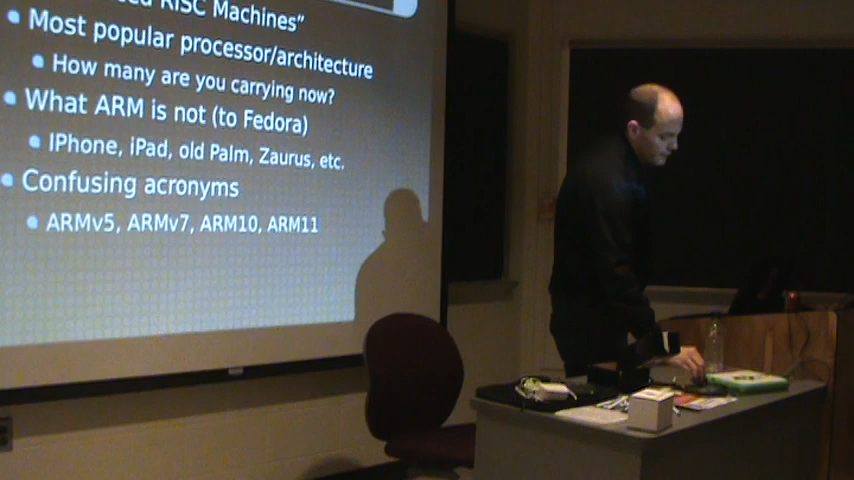 RISC Machines"
Most popular processor/architecture
How many are you carrying now?
What ARM is not (to Fedora)
IPhone, iPad, old Palm, Zaurus, etc.
Confusing acronyms
ARMv5, ARMv7, ARM10, ARM11